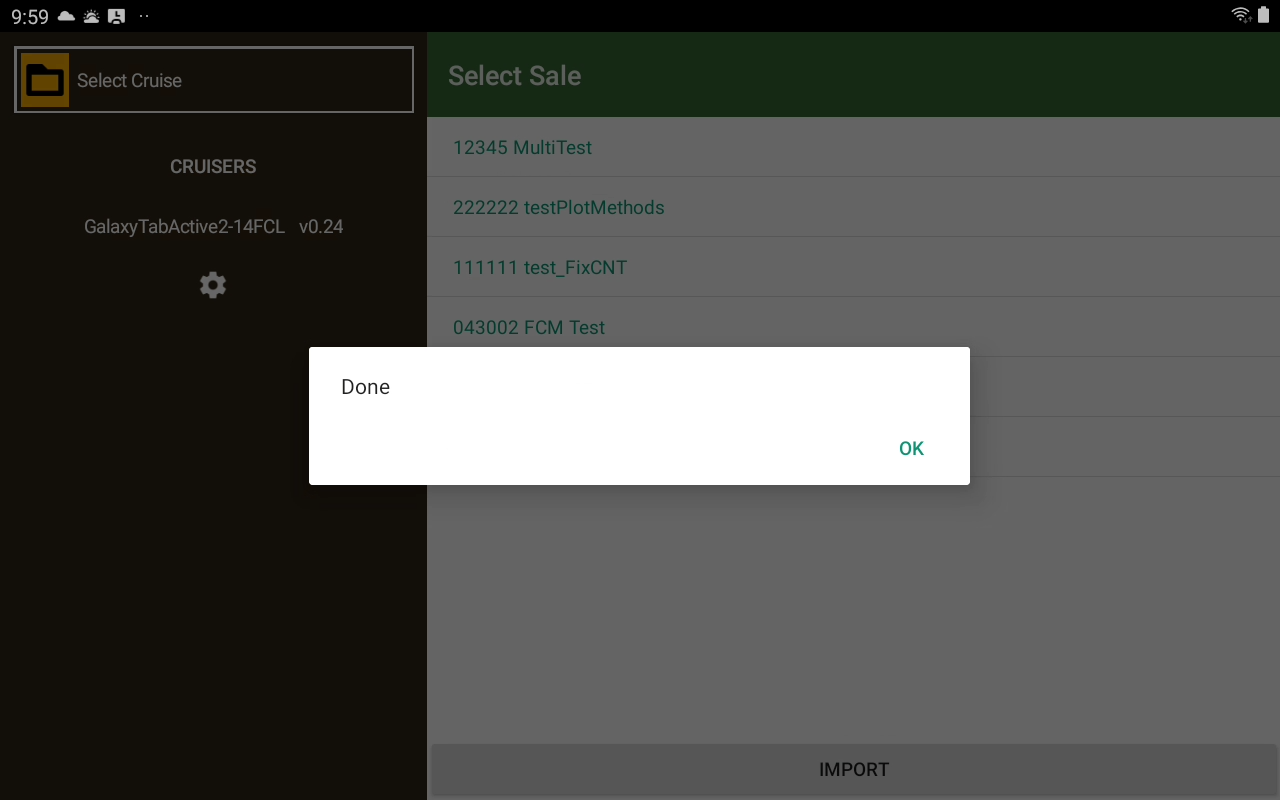 9:59
Select Cruise
CRUISERS
GalaxyTabActive2-14FCL v0.24
Select Sale
12345 MultiTest
222222 testPlotMethods
111111 test_FixCNT
043002 FCM Test
Done
OK
IMPORT